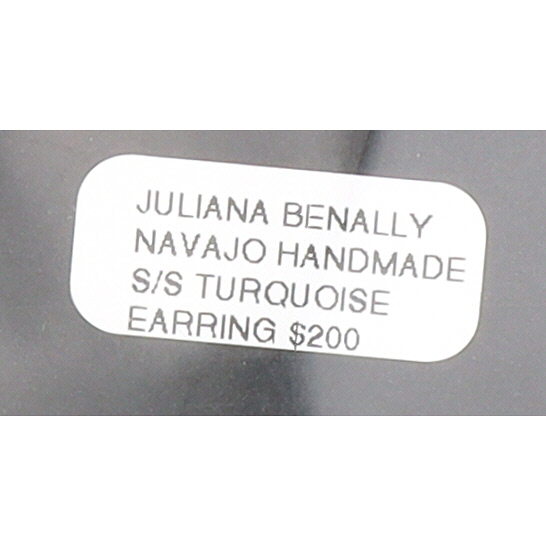 JULIANA BENALLY
NAVAJO HANDMADE
S/S TURQUOISE
EARRING $200